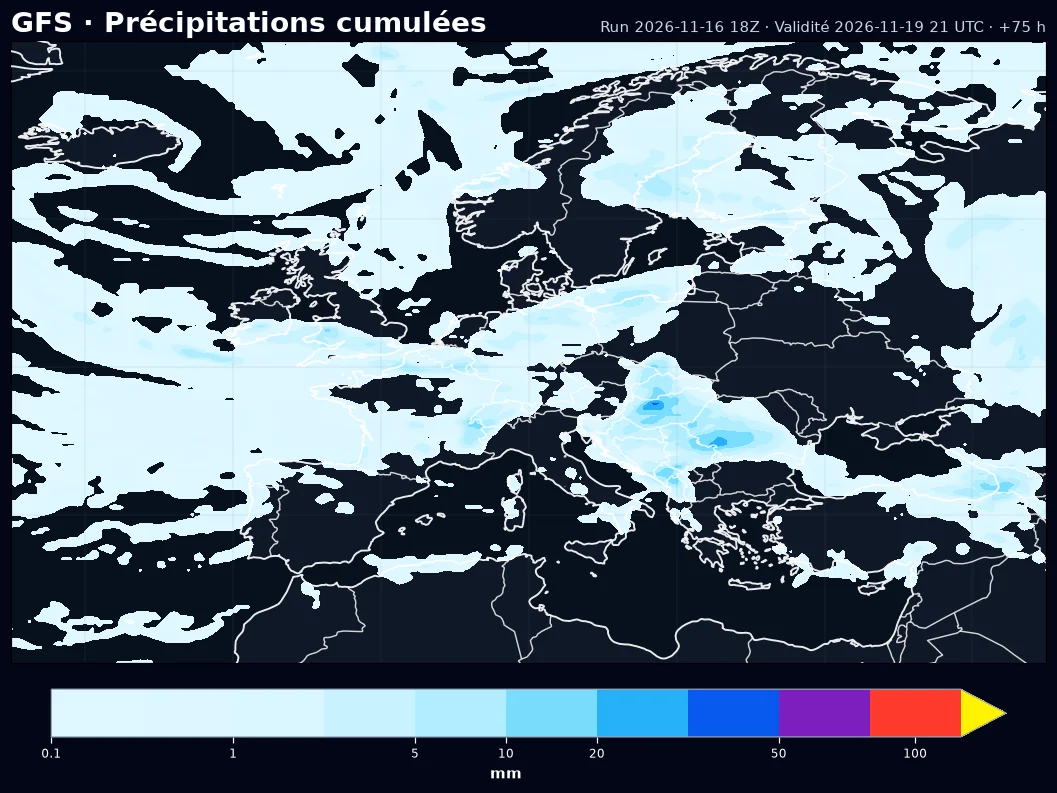 GFS · Précipitations cumulées
Run 2026-11-16 18Z · Validité 2026-11-19 21 UTC · +75 h
0.1 1 5 10 20 50 100
mm